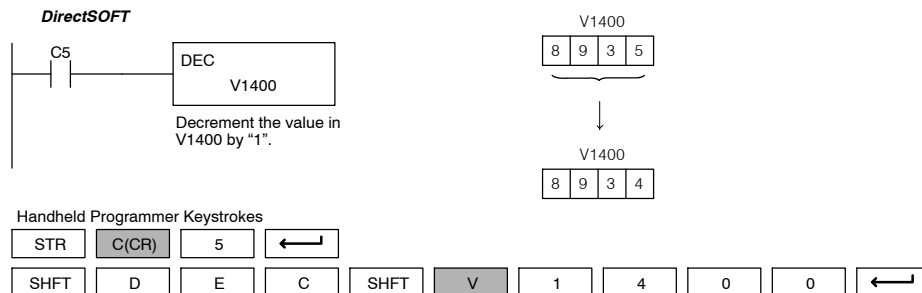 DirectSOFT
C5
DEC
V1400
Decrement the value in
V1400 by “1”.
V1400
8 9 3 5
V1400
8 9 3 4
Handheld Programmer Keystrokes
STR C(CR) 5
SHFT D E C SHFT V 1 4 0 0